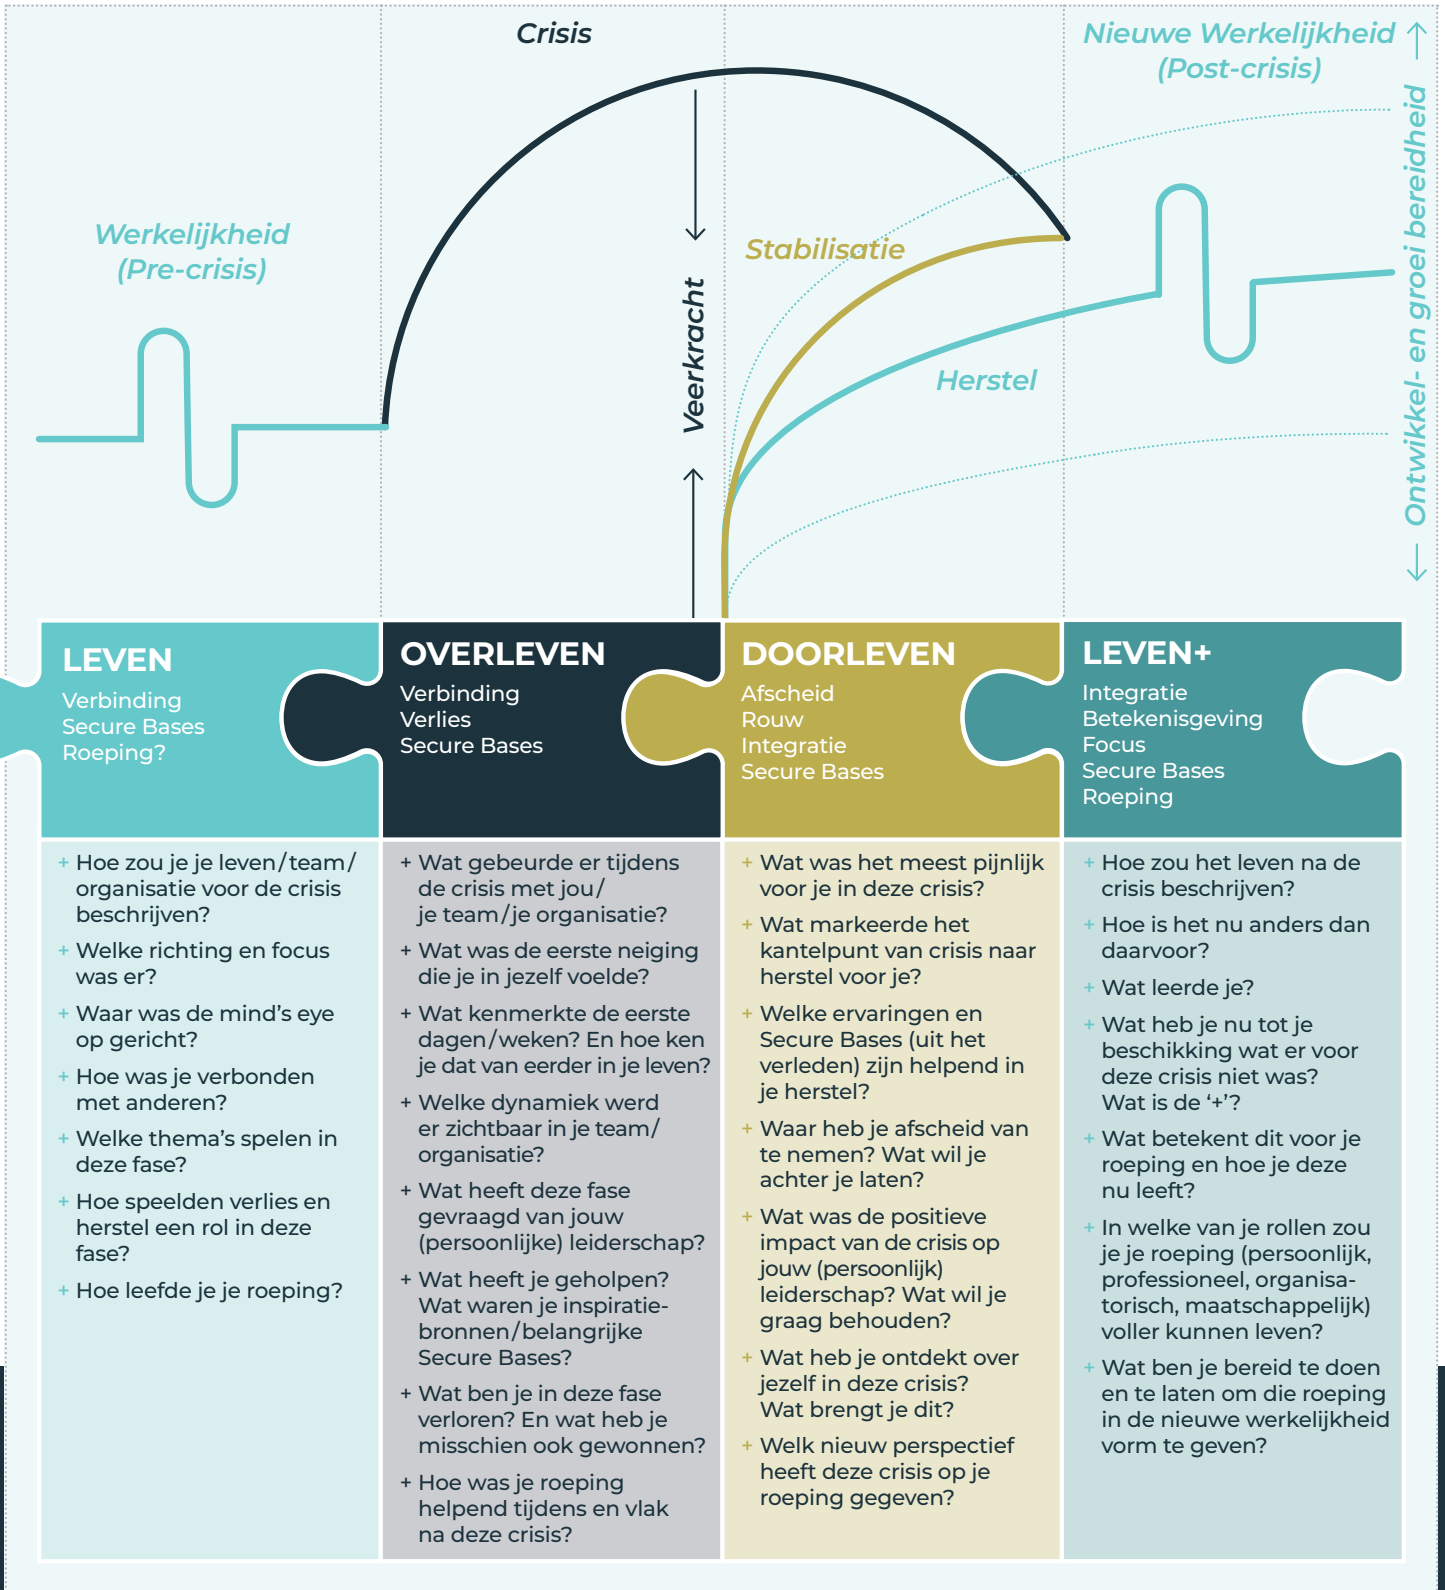 Crisis
Nieuwe Werkelijkheid
(Post-crisis)
Werkelijkheid
(Pre-crisis)
Veerkracht
Stabilisatie
Herstel
Ontwikkel- en groei bereidheid
LEVEN
Verbinding
Secure Bases
Roeping?
+ Hoe zou je je leven/team/
organisatie voor de crisis
beschrijven?
+ Welke richting en focus
was er?
+ Waar was de mind’s eye
op gericht?
+ Hoe was je verbonden
met anderen?
+ Welke thema’s spelen in
deze fase?
+ Hoe speelden verlies en
herstel een rol in deze
fase?
+ Hoe leefde je je roeping?
OVERLEVEN
Verbinding
Verlies
Secure Bases
+ Wat gebeurde er tijdens
de crisis met jou/
je team/je organisatie?
+ Wat was de eerste neiging
die je in jezelf voelde?
+ Wat kenmerkte de eerste
dagen/weken? En hoe ken
je dat van eerder in je leven?
+ Welke dynamiek werd
er zichtbaar in je team/
organisatie?
+ Wat heeft deze fase
gevraagd van jouw
(persoonlijke) leiderschap?
+ Wat heeft je geholpen?
Wat waren je inspiratie-
bronnen/belangrijke
Secure Bases?
+ Wat ben je in deze fase
verloren? En wat heb je
misschien ook gewonnen?
+ Hoe was je roeping
helpend tijdens en vlak
na deze crisis?
DOORLEVEN
Afscheid
Rouw
Integratie
Secure Bases
+ Wat was het meest pijnlijk
voor je in deze crisis?
+ Wat markeerde het
kantelpunt van crisis naar
herstel voor je?
+ Welke ervaringen en
Secure Bases (uit het
verleden) zijn helpend in
je herstel?
+ Waar heb je afscheid van
te nemen? Wat wil je
achter je laten?
+ Wat was de positieve
impact van de crisis op
jouw (persoonlijk)
leiderschap? Wat wil je
graag behouden?
+ Wat heb je ontdekt over
jezelf in deze crisis?
Wat brengt je dit?
+ Welk nieuw perspectief
heeft deze crisis op je
roeping gegeven?
LEVEN+
Integratie
Betekenisgeving
Focus
Secure Bases
Roeping
+ Hoe zou het leven na de
crisis beschrijven?
+ Hoe is het nu anders dan
daarvoor?
+ Wat leerde je?
+ Wat heb je nu tot je
beschikking wat er voor
deze crisis niet was?
Wat is de ‘+’?
+ Wat betekent dit voor je
roeping en hoe je deze
nu leeft?
+ In welke van je rollen zou
je je roeping (persoonlijk,
professioneel, organisa-
torisch, maatschappelijk)
voller kunnen leven?
+ Wat ben je bereid te doen
en te laten om die roeping
in de nieuwe werkelijkheid
vorm te geven?